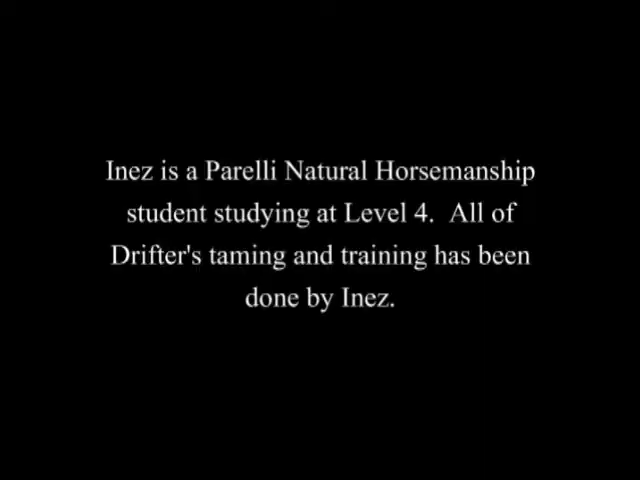 Inez is a Parelli Natural Horsemanship
student studying at Level 4.  All of
Drifter's taming and training has been
done by Inez.